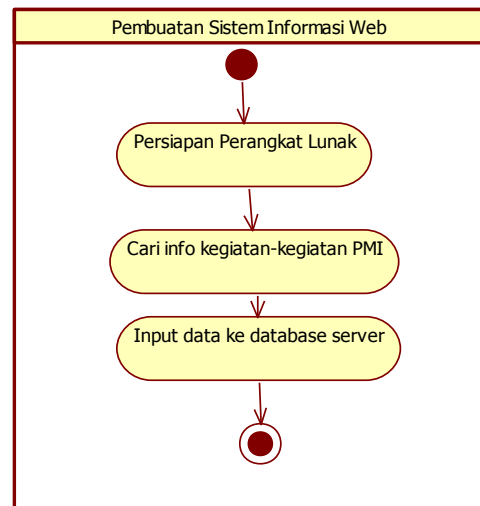 Pembuatan Sistem Informasi Web
Persiapan Perangkat Lunak
Cari info kegiatan-kegiatan PMI
Input data ke database server